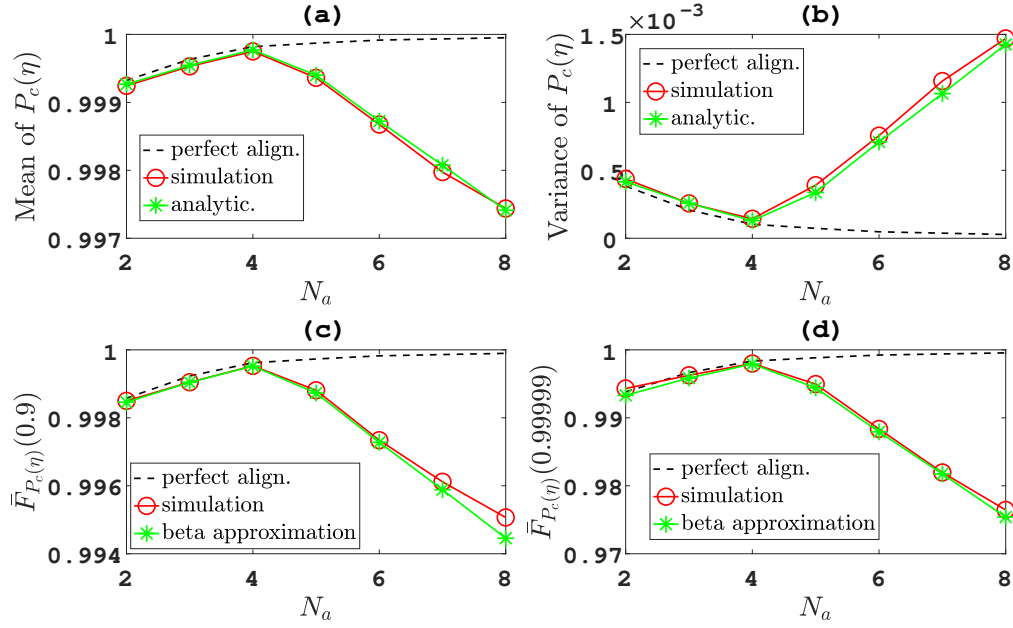 (a)
Mean of P_c(η)
1
0.999
0.998
0.997
perfect align.
simulation
analytic.
2 4 6 8
N_a
(b)
×10^{-3}
Variance of P_c(η)
1.5
1
0.5
0
perfect align.
simulation
analytic.
2 4 6 8
N_a
(c)
F̄_{P_c(η)}(0.9)
1
0.998
0.996
0.994
perfect align.
simulation
beta approximation
2 4 6 8
N_a
(d)
F̄_{P_c(η)}(0.99999)
1
0.99
0.98
0.97
perfect align.
simulation
beta approximation
2 4 6 8
N_a